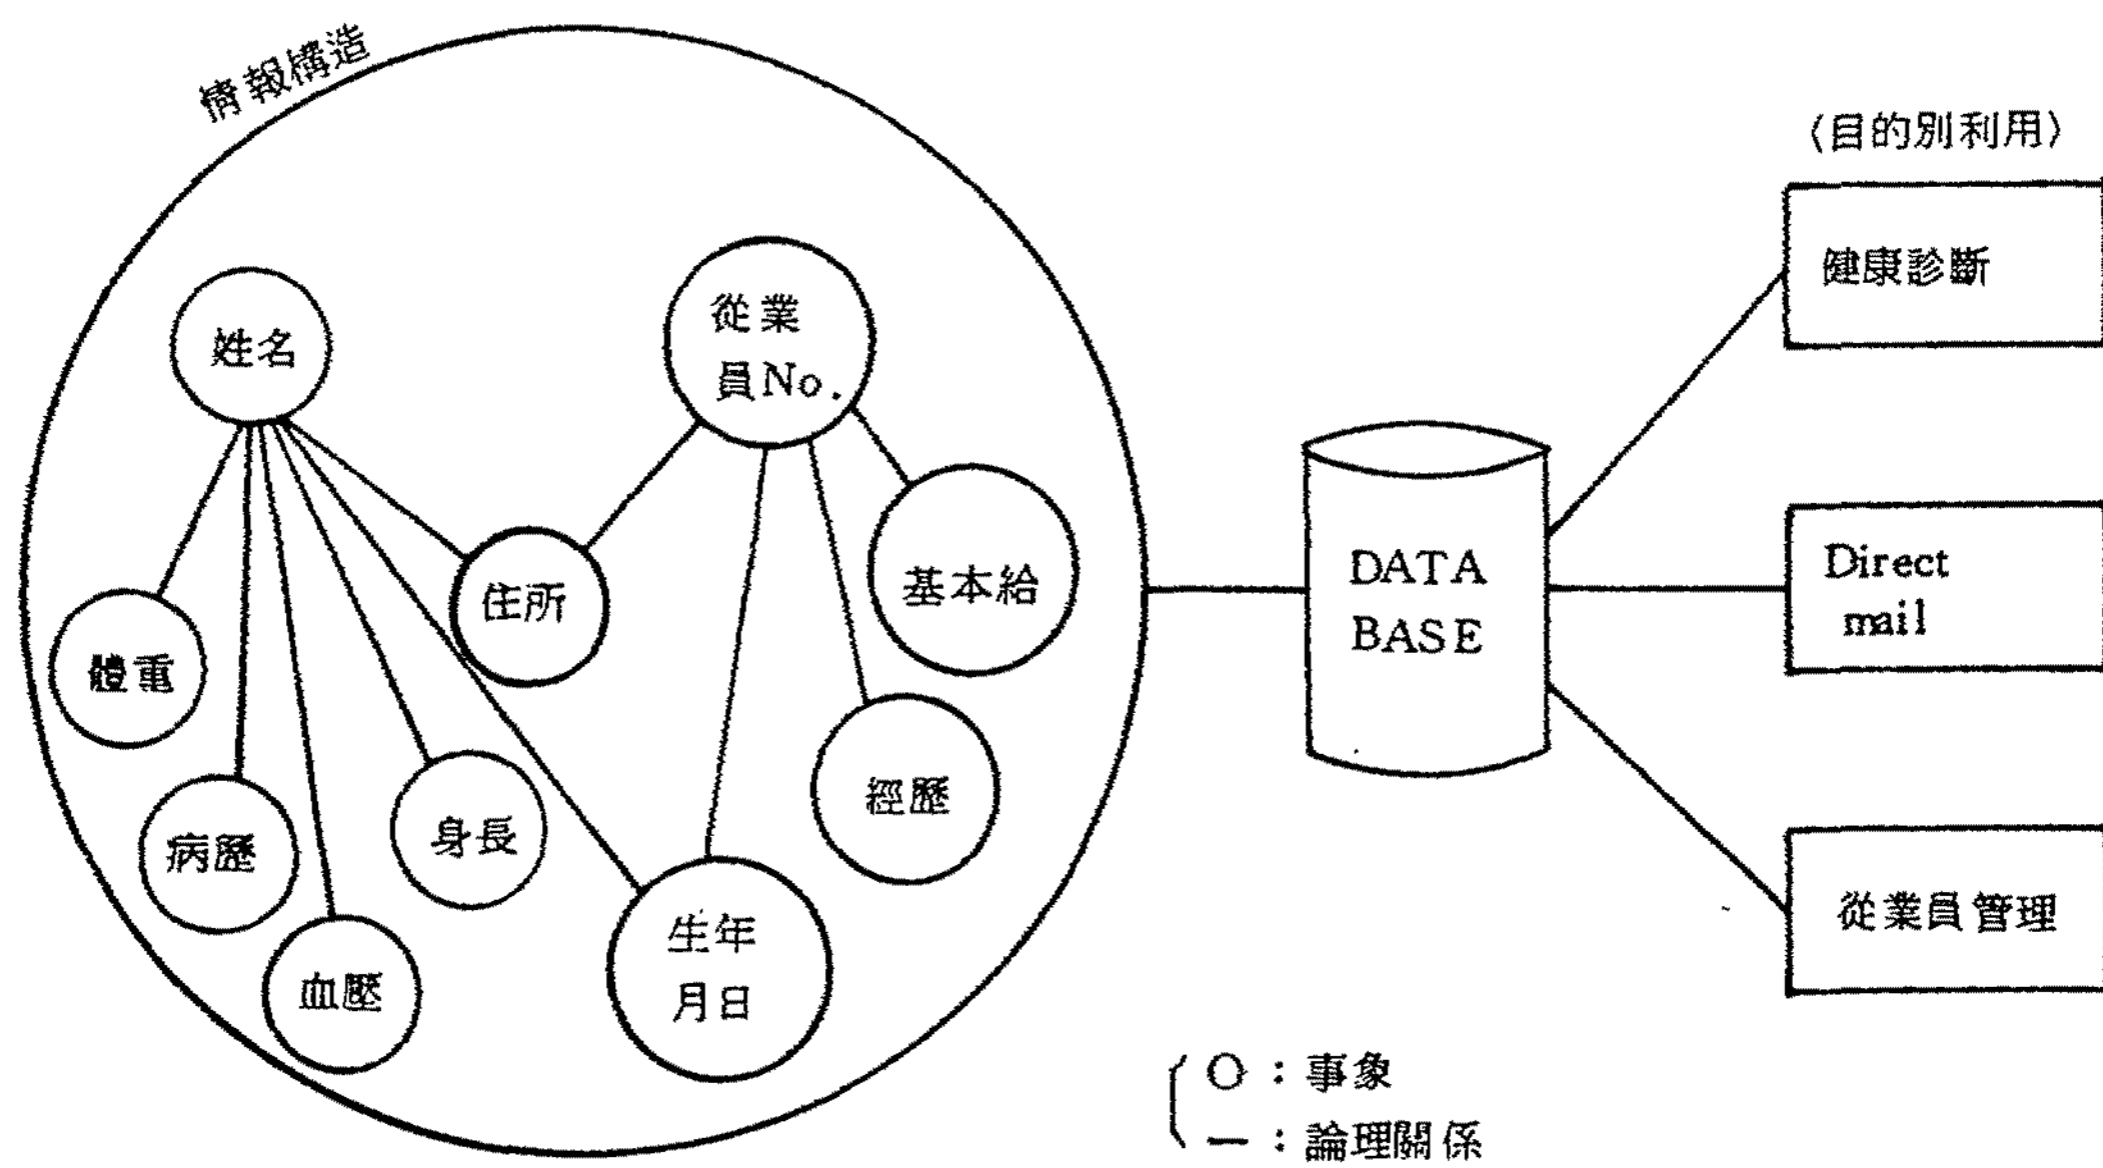 情報構造
姓名
從業
員No.
住所
基本給
體重
病歷
血壓
身長
生年
月日
經歷
DATA
BASE
〈目的別利用〉
健康診斷
Direct
mail
從業員管理
○：事象
一：論理關係